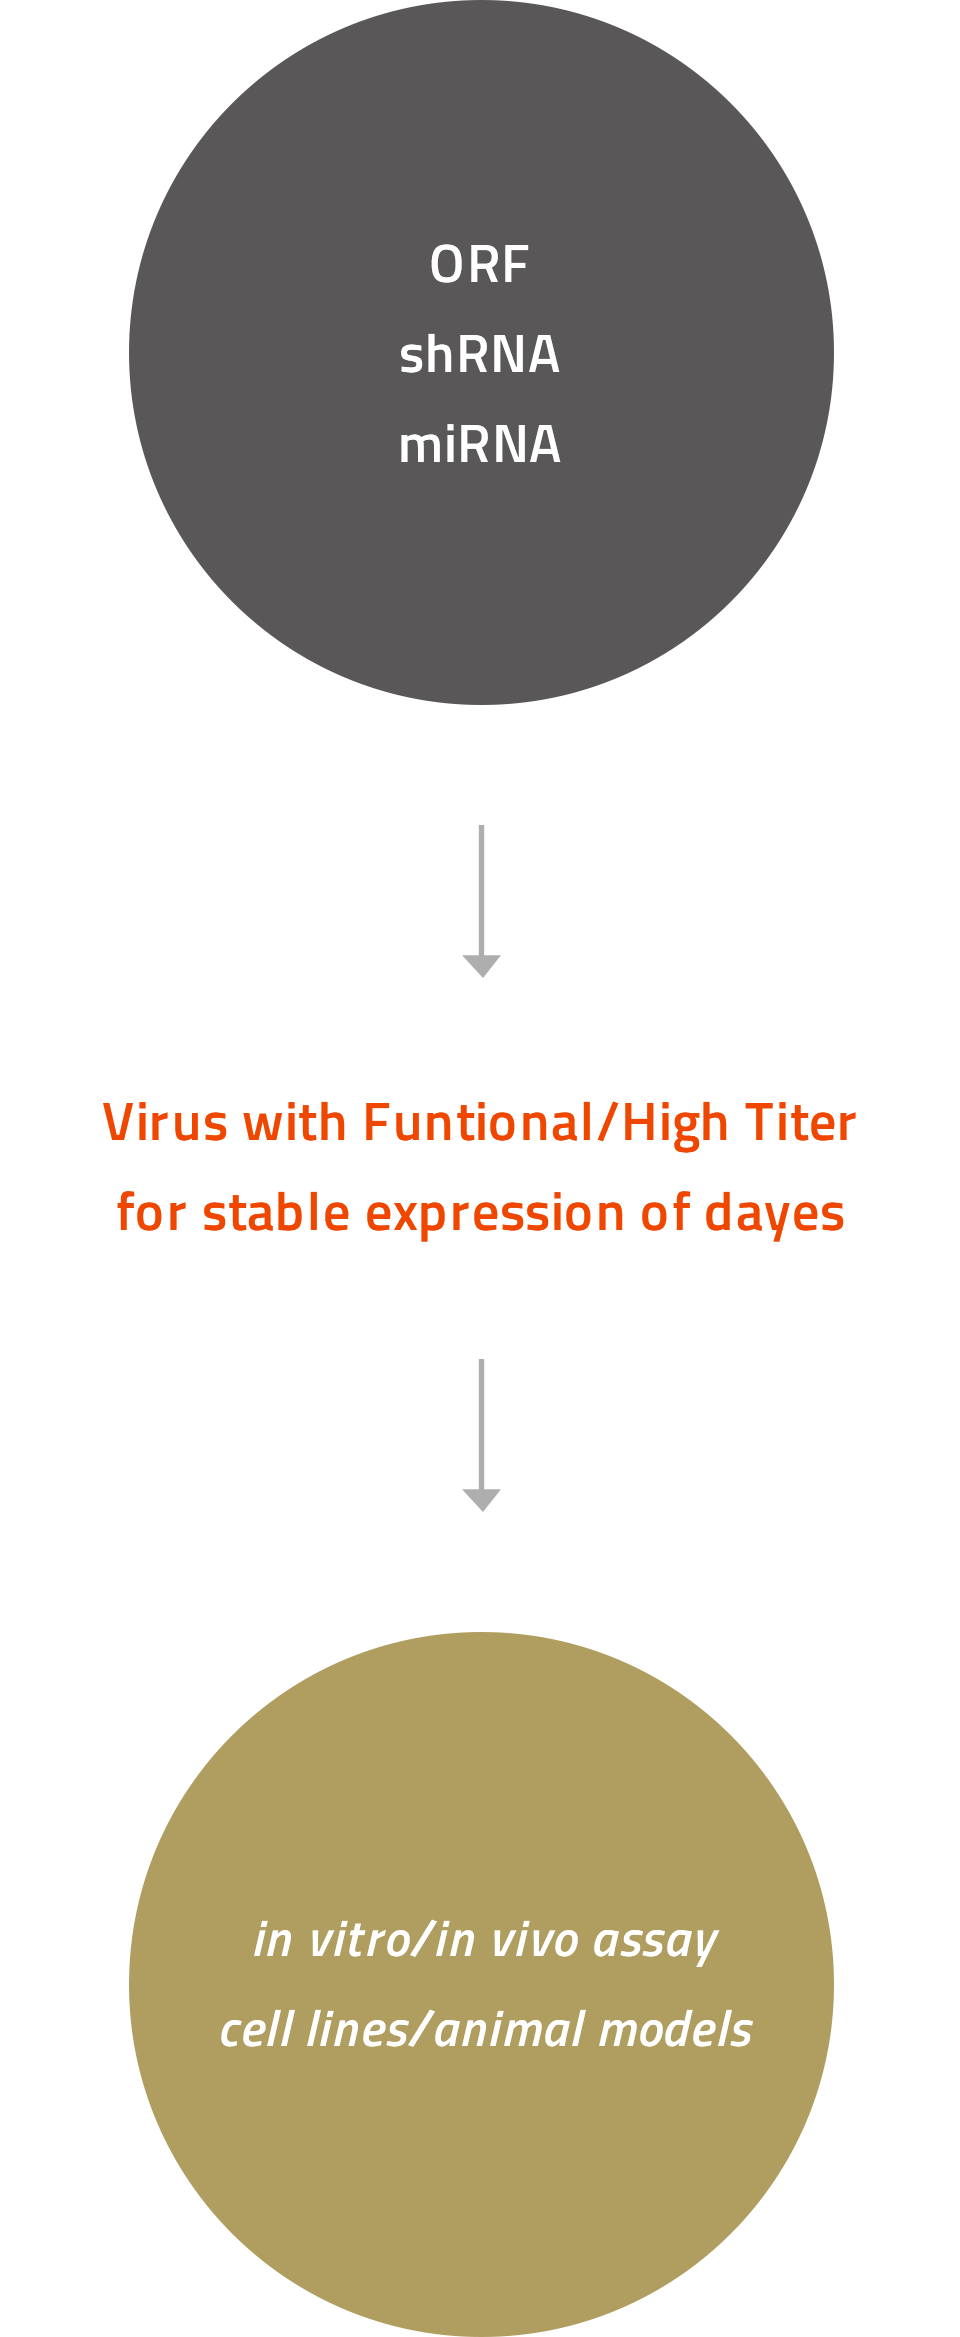 ORF
shRNA
miRNA
Virus with Funtional/High Titer
for stable expression of dayes
in vitro/in vivo assay
cell lines/animal models